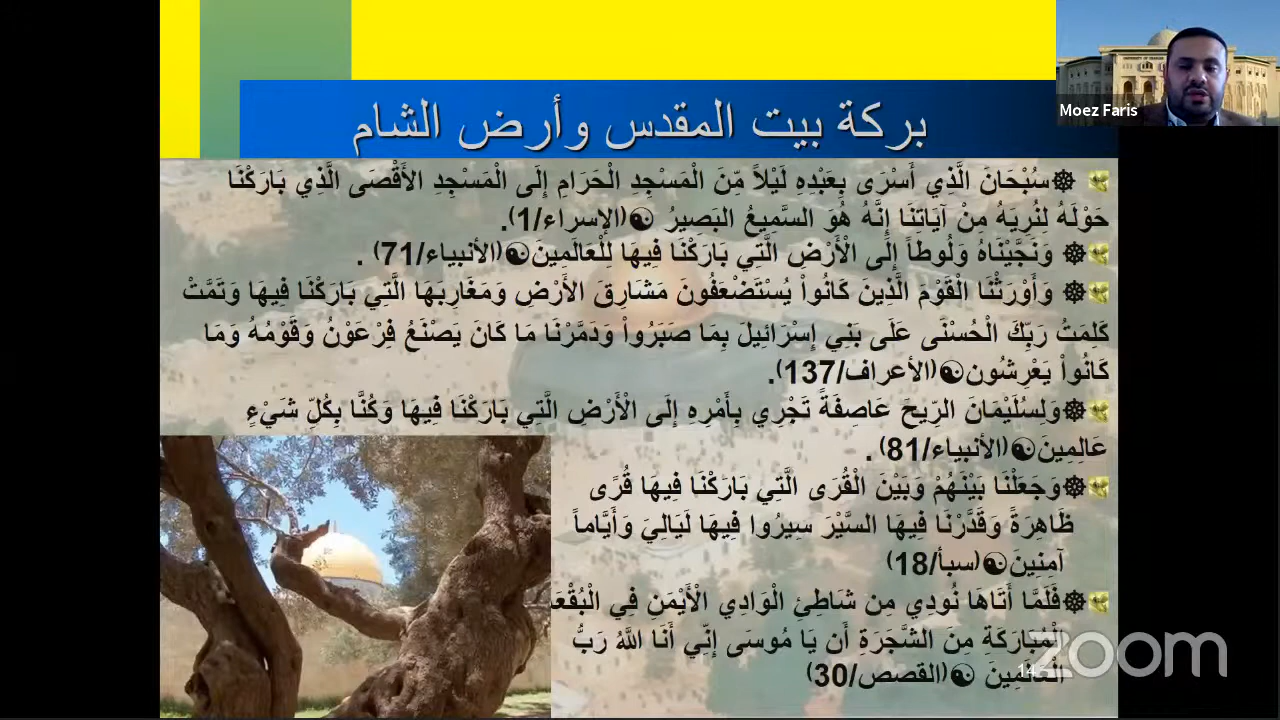 بركة بيت المقدس وأرض الشام
Moez Faris
سُبْحَانَ الَّذِي أَسْرَى بِعَبْدِهِ لَيْلاً مِّنَ الْمَسْجِدِ الْحَرَامِ إِلَى الْمَسْجِدِ الأَقْصَى الَّذِي بَارَكْنَا
حَوْلَهُ لِنُرِيَهُ مِنْ آيَاتِنَا إِنَّهُ هُوَ السَّمِيعُ البَصِيرُ (الإسراء/1).
وَنَجَّيْنَاهُ وَلُوطاً إِلَى الْأَرْضِ الَّتِي بَارَكْنَا فِيهَا لِلْعَالَمِينَ (الأنبياء/71) .
وَأَوْرَثْنَا الْقَوْمَ الَّذِينَ كَانُواْ يُسْتَضْعَفُونَ مَشَارِقَ الأَرْضِ وَمَغَارِبَهَا الَّتِي بَارَكْنَا فِيهَا وَتَمَّتْ
كَلِمَتُ رَبِّكَ الْحُسْنَى عَلَى بَنِي إِسْرَائِيلَ بِمَا صَبَرُواْ وَدَمَّرْنَا مَا كَانَ يَصْنَعُ فِرْعَوْنُ وَقَوْمُهُ وَمَا
كَانُواْ يَعْرِشُون (الأعراف/137).
وَلِسُلَيْمَانَ الرِّيحَ عَاصِفَةً تَجْرِي بِأَمْرِهِ إِلَى الْأَرْضِ الَّتِي بَارَكْنَا فِيهَا وَكُنَّا بِكُلِّ شَيْءٍ
عَالِمِينَ (الأنبياء/81) .
وَجَعَلْنَا بَيْنَهُمْ وَبَيْنَ الْقُرَى الَّتِي بَارَكْنَا فِيهَا قُرًى
ظَاهِرَةً وَقَدَّرْنَا فِيهَا السَّيْرَ سِيرُوا فِيهَا لَيَالِيَ وَأَيَّاماً
آمِنِينَ (سبأ/18)
فَلَمَّا أَتَاهَا نُودِي مِن شَاطِئِ الْوَادِي الْأَيْمَنِ فِي الْبُقْعَ
الْمُبَارَكَةِ مِنَ الشَّجَرَةِ أَن يَا مُوسَى إِنِّي أَنَا اللَّهُ رَبُّ
الْعَالَمِينَ (القصص/30)
14
zoom